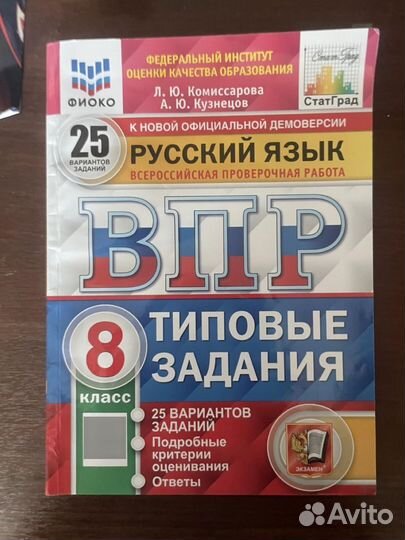 ФЕДЕРАЛЬНЫЙ ИНСТИТУТ
ОЦЕНКИ КАЧЕСТВА ОБРАЗОВАНИЯ
ФИОКО
Л. Ю. Комиссарова
А. Ю. Кузнецов
СтатГрад
СтатГрад
25
ВАРИАНТОВ
ЗАДАНИЙ
К НОВОЙ ОФИЦИАЛЬНОЙ ДЕМОВЕРСИИ
РУССКИЙ ЯЗЫК
ВСЕРОССИЙСКАЯ ПРОВЕРОЧНАЯ РАБОТА
ВПР
8
КЛАСС
ТИПОВЫЕ
ЗАДАНИЯ
25 ВАРИАНТОВ
ЗАДАНИЙ
Подробные
критерии
оценивания
Ответы
ЭКЗАМЕН
Avito